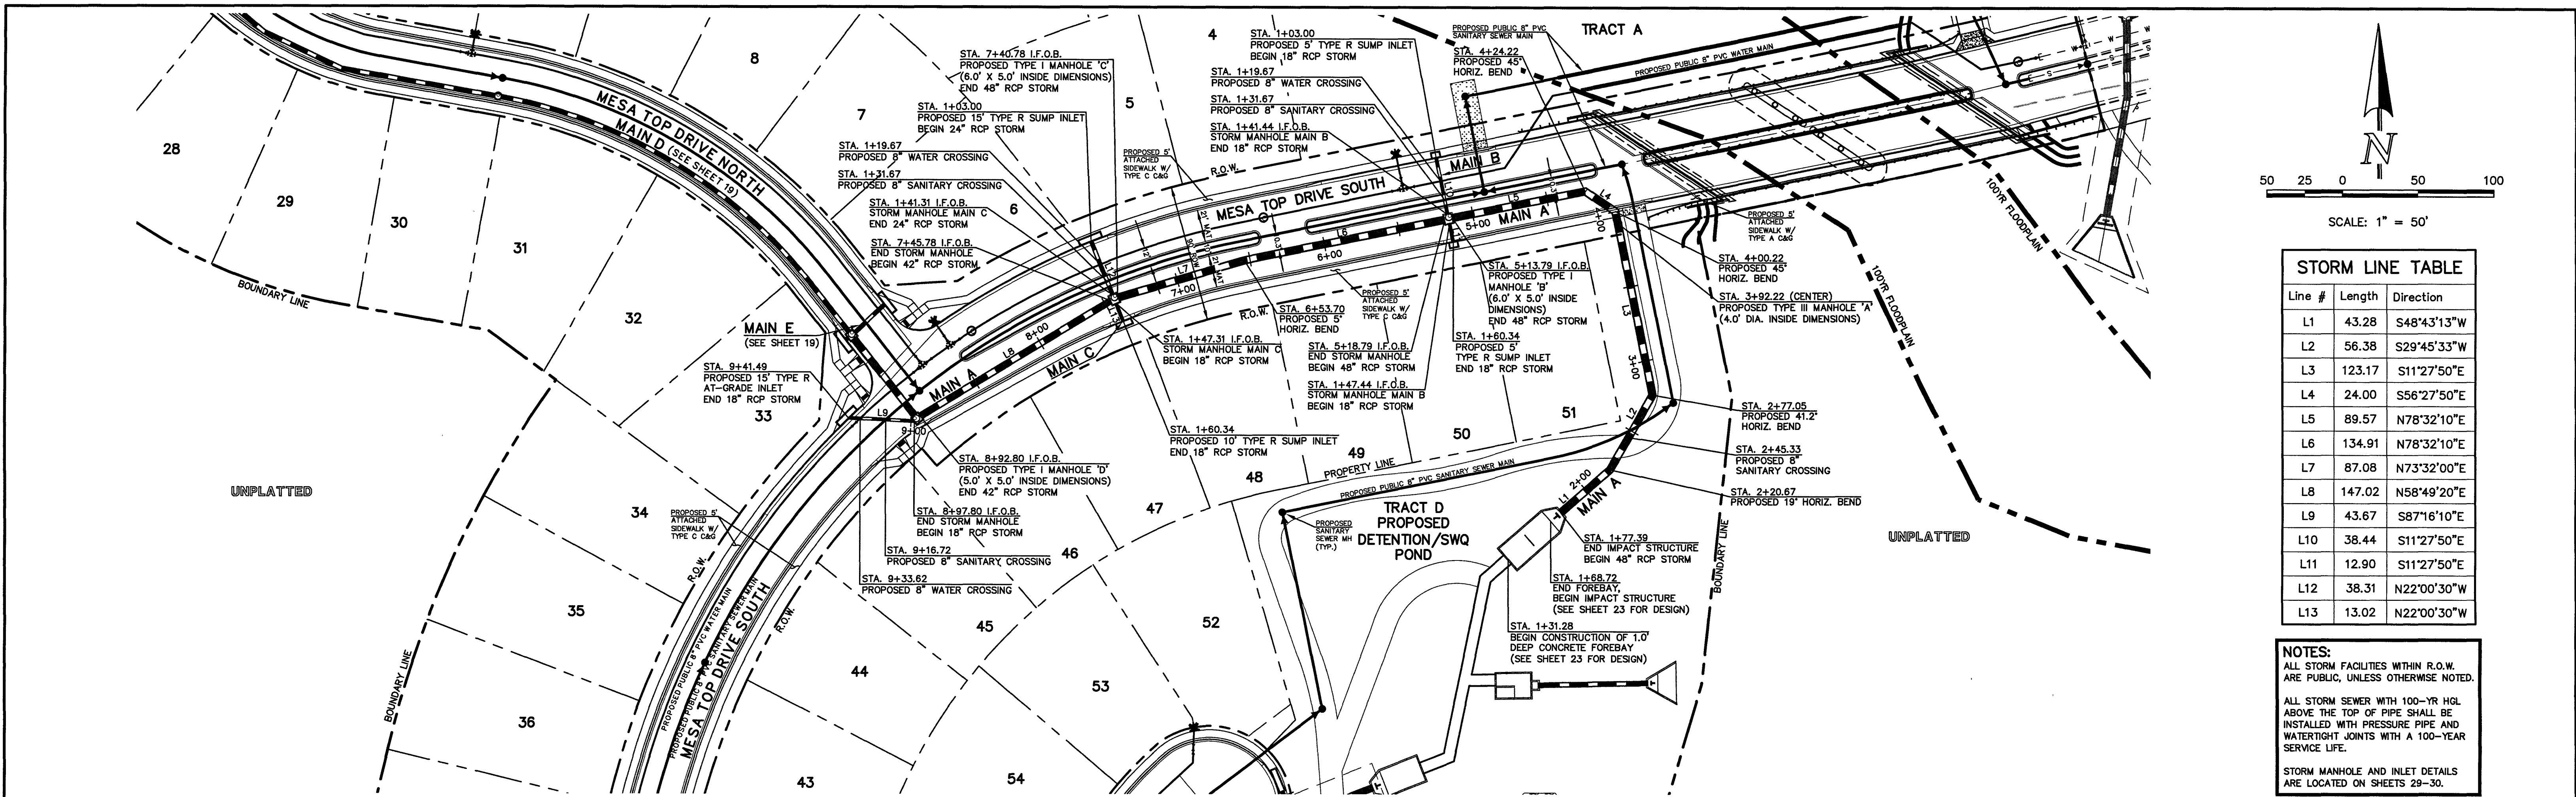 8
4
STA. 1+03.00
PROPOSED 5' TYPE R SUMP INLET
BEGIN 18" RCP STORM
PROPOSED PUBLIC 8" PVC
SANITARY SEWER MAIN
TRACT A
STA. 4+24.22
PROPOSED 45°
HORIZ. BEND
PROPOSED PUBLIC 8" PVC WATER MAIN
STA. 7+40.78 I.F.O.B.
PROPOSED TYPE I MANHOLE 'C'
(6.0' X 5.0' INSIDE DIMENSIONS)
END 48" RCP STORM
STA. 1+19.67
PROPOSED 8" WATER CROSSING
STA. 1+31.67
PROPOSED 8" SANITARY CROSSING
STA. 1+41.44 I.F.O.B.
STORM MANHOLE MAIN B
END 18" RCP STORM
7
5
STA. 1+03.00
PROPOSED 15' TYPE R SUMP INLET
BEGIN 24" RCP STORM
STA. 1+19.67
PROPOSED 8" WATER CROSSING
STA. 1+31.67
PROPOSED 8" SANITARY CROSSING
STA. 1+41.31 I.F.O.B.
STORM MANHOLE MAIN C
END 24" RCP STORM
STA. 7+45.78 I.F.O.B.
END STORM MANHOLE
BEGIN 42" RCP STORM
6
PROPOSED 5'
ATTACHED
SIDEWALK W/
TYPE C C&G
R.O.W.
MESA TOP DRIVE NORTH
MAIN D (SEE SHEET 19)
28
29
30
31
32
BOUNDARY LINE
MESA TOP DRIVE SOUTH
MAIN B
MAIN A
L10
L5
L4
5+00
4+00
L11
L6
6+00
L7
7+00
L12
L13
12'
21' MAT
90' ROW
10'
21' MAT
0.3'
0.3'
L8
8+00
MAIN A
MAIN C
R.O.W.
L3
3+00
PROPOSED 5'
ATTACHED
SIDEWALK W/
TYPE A C&G
100YR FLOODPLAIN
100YR FLOODPLAIN
STA. 4+00.22
PROPOSED 45°
HORIZ. BEND
STA. 3+92.22 (CENTER)
PROPOSED TYPE III MANHOLE 'A'
(4.0' DIA. INSIDE DIMENSIONS)
STA. 5+13.79 I.F.O.B.
PROPOSED TYPE I
MANHOLE 'B'
(6.0' X 5.0' INSIDE
DIMENSIONS)
END 48" RCP STORM
PROPOSED 5'
ATTACHED
SIDEWALK W/
TYPE C C&G
STA. 6+53.70
PROPOSED 5°
HORIZ. BEND
STA. 1+47.31 I.F.O.B.
STORM MANHOLE MAIN C
BEGIN 18" RCP STORM
STA. 5+18.79 I.F.O.B.
END STORM MANHOLE
BEGIN 48" RCP STORM
STA. 1+60.34
PROPOSED 5'
TYPE R SUMP INLET
END 18" RCP STORM
STA. 1+47.44 I.F.O.B.
STORM MANHOLE MAIN B
BEGIN 18" RCP STORM
MAIN E
(SEE SHEET 19)
STA. 9+41.49
PROPOSED 15' TYPE R
AT-GRADE INLET
END 18" RCP STORM
33
L9
9+00
STA. 1+60.34
PROPOSED 10' TYPE R SUMP INLET
END 18" RCP STORM
STA. 8+92.80 I.F.O.B.
PROPOSED TYPE I MANHOLE 'D'
(5.0' X 5.0' INSIDE DIMENSIONS)
END 42" RCP STORM
STA. 8+97.80 I.F.O.B.
END STORM MANHOLE
BEGIN 18" RCP STORM
STA. 9+16.72
PROPOSED 8" SANITARY CROSSING
STA. 9+33.62
PROPOSED 8" WATER CROSSING
51
50
49
48
47
46
PROPERTY LINE
PROPOSED PUBLIC 8" PVC SANITARY SEWER MAIN
L2
STA. 2+77.05
PROPOSED 41.2°
HORIZ. BEND
STA. 2+45.33
PROPOSED 8"
SANITARY CROSSING
STA. 2+20.67
PROPOSED 19° HORIZ. BEND
L1
2+00
MAIN A
TRACT D
PROPOSED
DETENTION/SWQ
POND
PROPOSED
SANITARY
SEWER MH
(TYP.)
STA. 1+77.39
END IMPACT STRUCTURE
BEGIN 48" RCP STORM
STA. 1+68.72
END FOREBAY,
BEGIN IMPACT STRUCTURE
(SEE SHEET 23 FOR DESIGN)
STA. 1+31.28
BEGIN CONSTRUCTION OF 1.0'
DEEP CONCRETE FOREBAY
(SEE SHEET 23 FOR DESIGN)
BOUNDARY LINE
UNPLATTED
UNPLATTED
34
PROPOSED 5'
ATTACHED
SIDEWALK W/
TYPE C C&G
R.O.W.
35
36
BOUNDARY LINE
PROPOSED PUBLIC 8" PVC WATER MAIN
PROPOSED PUBLIC 8" PVC SANITARY SEWER MAIN
MESA TOP DRIVE SOUTH
R.O.W.
45
44
43
52
53
54
N
50 25 0 50 100
SCALE: 1" = 50'
STORM LINE TABLE
Line # Length Direction
L1 43.28 S48°43'13"W
L2 56.38 S29°45'33"W
L3 123.17 S11°27'50"E
L4 24.00 S56°27'50"E
L5 89.57 N78°32'10"E
L6 134.91 N78°32'10"E
L7 87.08 N73°32'00"E
L8 147.02 N58°49'20"E
L9 43.67 S87°16'10"E
L10 38.44 S11°27'50"E
L11 12.90 S11°27'50"E
L12 38.31 N22°00'30"W
L13 13.02 N22°00'30"W
NOTES:
ALL STORM FACILITIES WITHIN R.O.W.
ARE PUBLIC, UNLESS OTHERWISE NOTED.
ALL STORM SEWER WITH 100-YR HGL
ABOVE THE TOP OF PIPE SHALL BE
INSTALLED WITH PRESSURE PIPE AND
WATERTIGHT JOINTS WITH A 100-YEAR
SERVICE LIFE.
STORM MANHOLE AND INLET DETAILS
ARE LOCATED ON SHEETS 29-30.